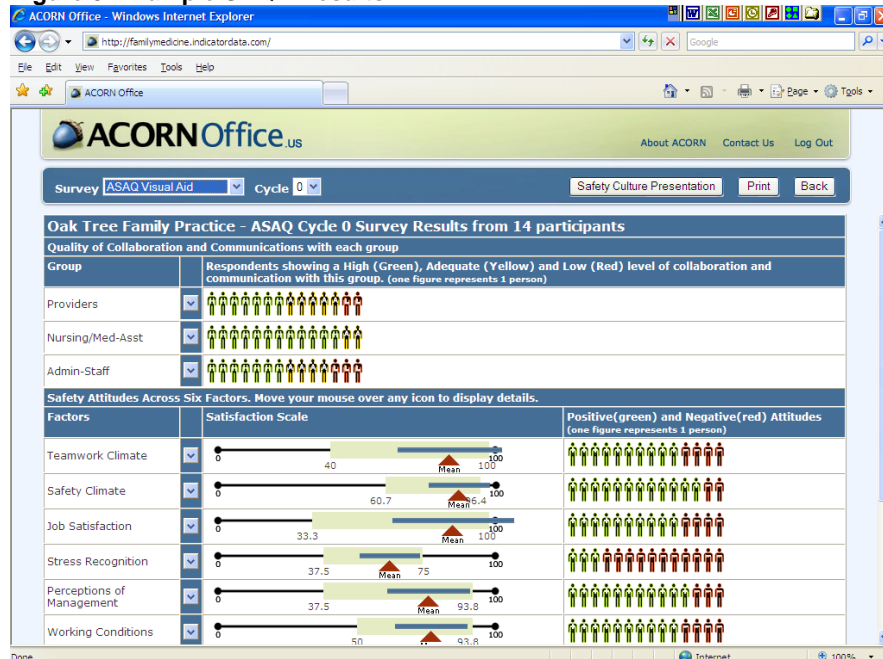 ACORN Office - Windows Internet Explorer
http://familymedicine.indicatordata.com/
Google
File Edit View Favorites Tools Help
ACORN Office
Page Tools
ACORNOffice.us
About ACORN Contact Us Log Out
Survey ASAQ Visual Aid Cycle 0 Safety Culture Presentation Print Back
Oak Tree Family Practice - ASAQ Cycle 0 Survey Results from 14 participants
Quality of Collaboration and Communications with each group
Group Respondents showing a High (Green), Adequate (Yellow) and Low (Red) level of collaboration and
communication with this group. (one figure represents 1 person)
Providers
Nursing/Med-Asst
Admin-Staff
Safety Attitudes Across Six Factors. Move your mouse over any icon to display details.
Factors Satisfaction Scale Positive(green) and Negative(red) Attitudes
(one figure represents 1 person)
Teamwork Climate 0 40 Mean 100 100
Safety Climate 0 60.7 Mean 96.4 100
Job Satisfaction 0 33.3 Mean 100 100
Stress Recognition 0 37.5 Mean 75 100
Perceptions of
Management 0 37.5 Mean 93.8 100
Working Conditions 0 50 93.8 100
Done Internet 100%